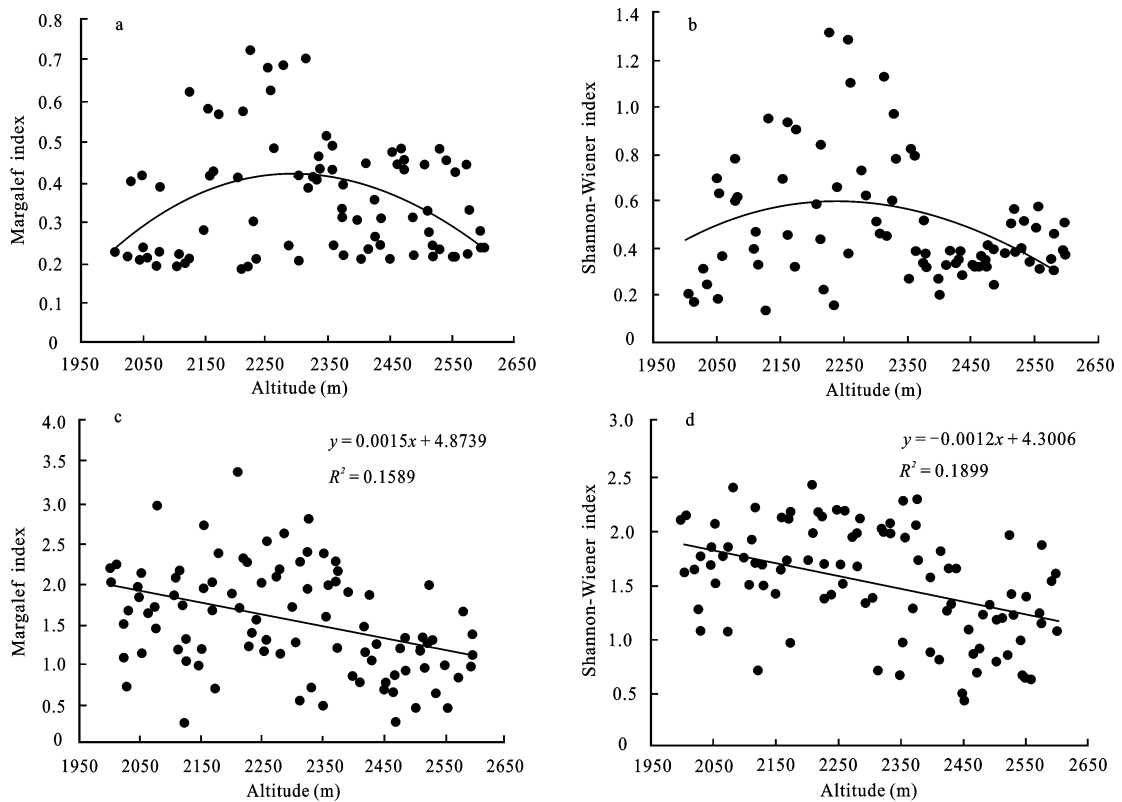 a
0.8
0.7
0.6
0.5
0.4
0.3
0.2
0.1
0
Margalef index
1950 2050 2150 2250 2350 2450 2550 2650
Altitude (m)
b
1.4
1.2
1.0
0.8
0.6
0.4
0.2
0
Shannon-Wiener index
1950 2050 2150 2250 2350 2450 2550 2650
Altitude (m)
c
4.0
3.5
3.0
2.5
2.0
1.5
1.0
0.5
0
Margalef index
y = 0.0015x + 4.8739
R² = 0.1589
1950 2050 2150 2250 2350 2450 2550 2650
Altitude (m)
d
3.0
2.5
2.0
1.5
1.0
0.5
0
Shannon-Wiener index
y = −0.0012x + 4.3006
R² = 0.1899
1950 2050 2150 2250 2350 2450 2550 2650
Altitude (m)